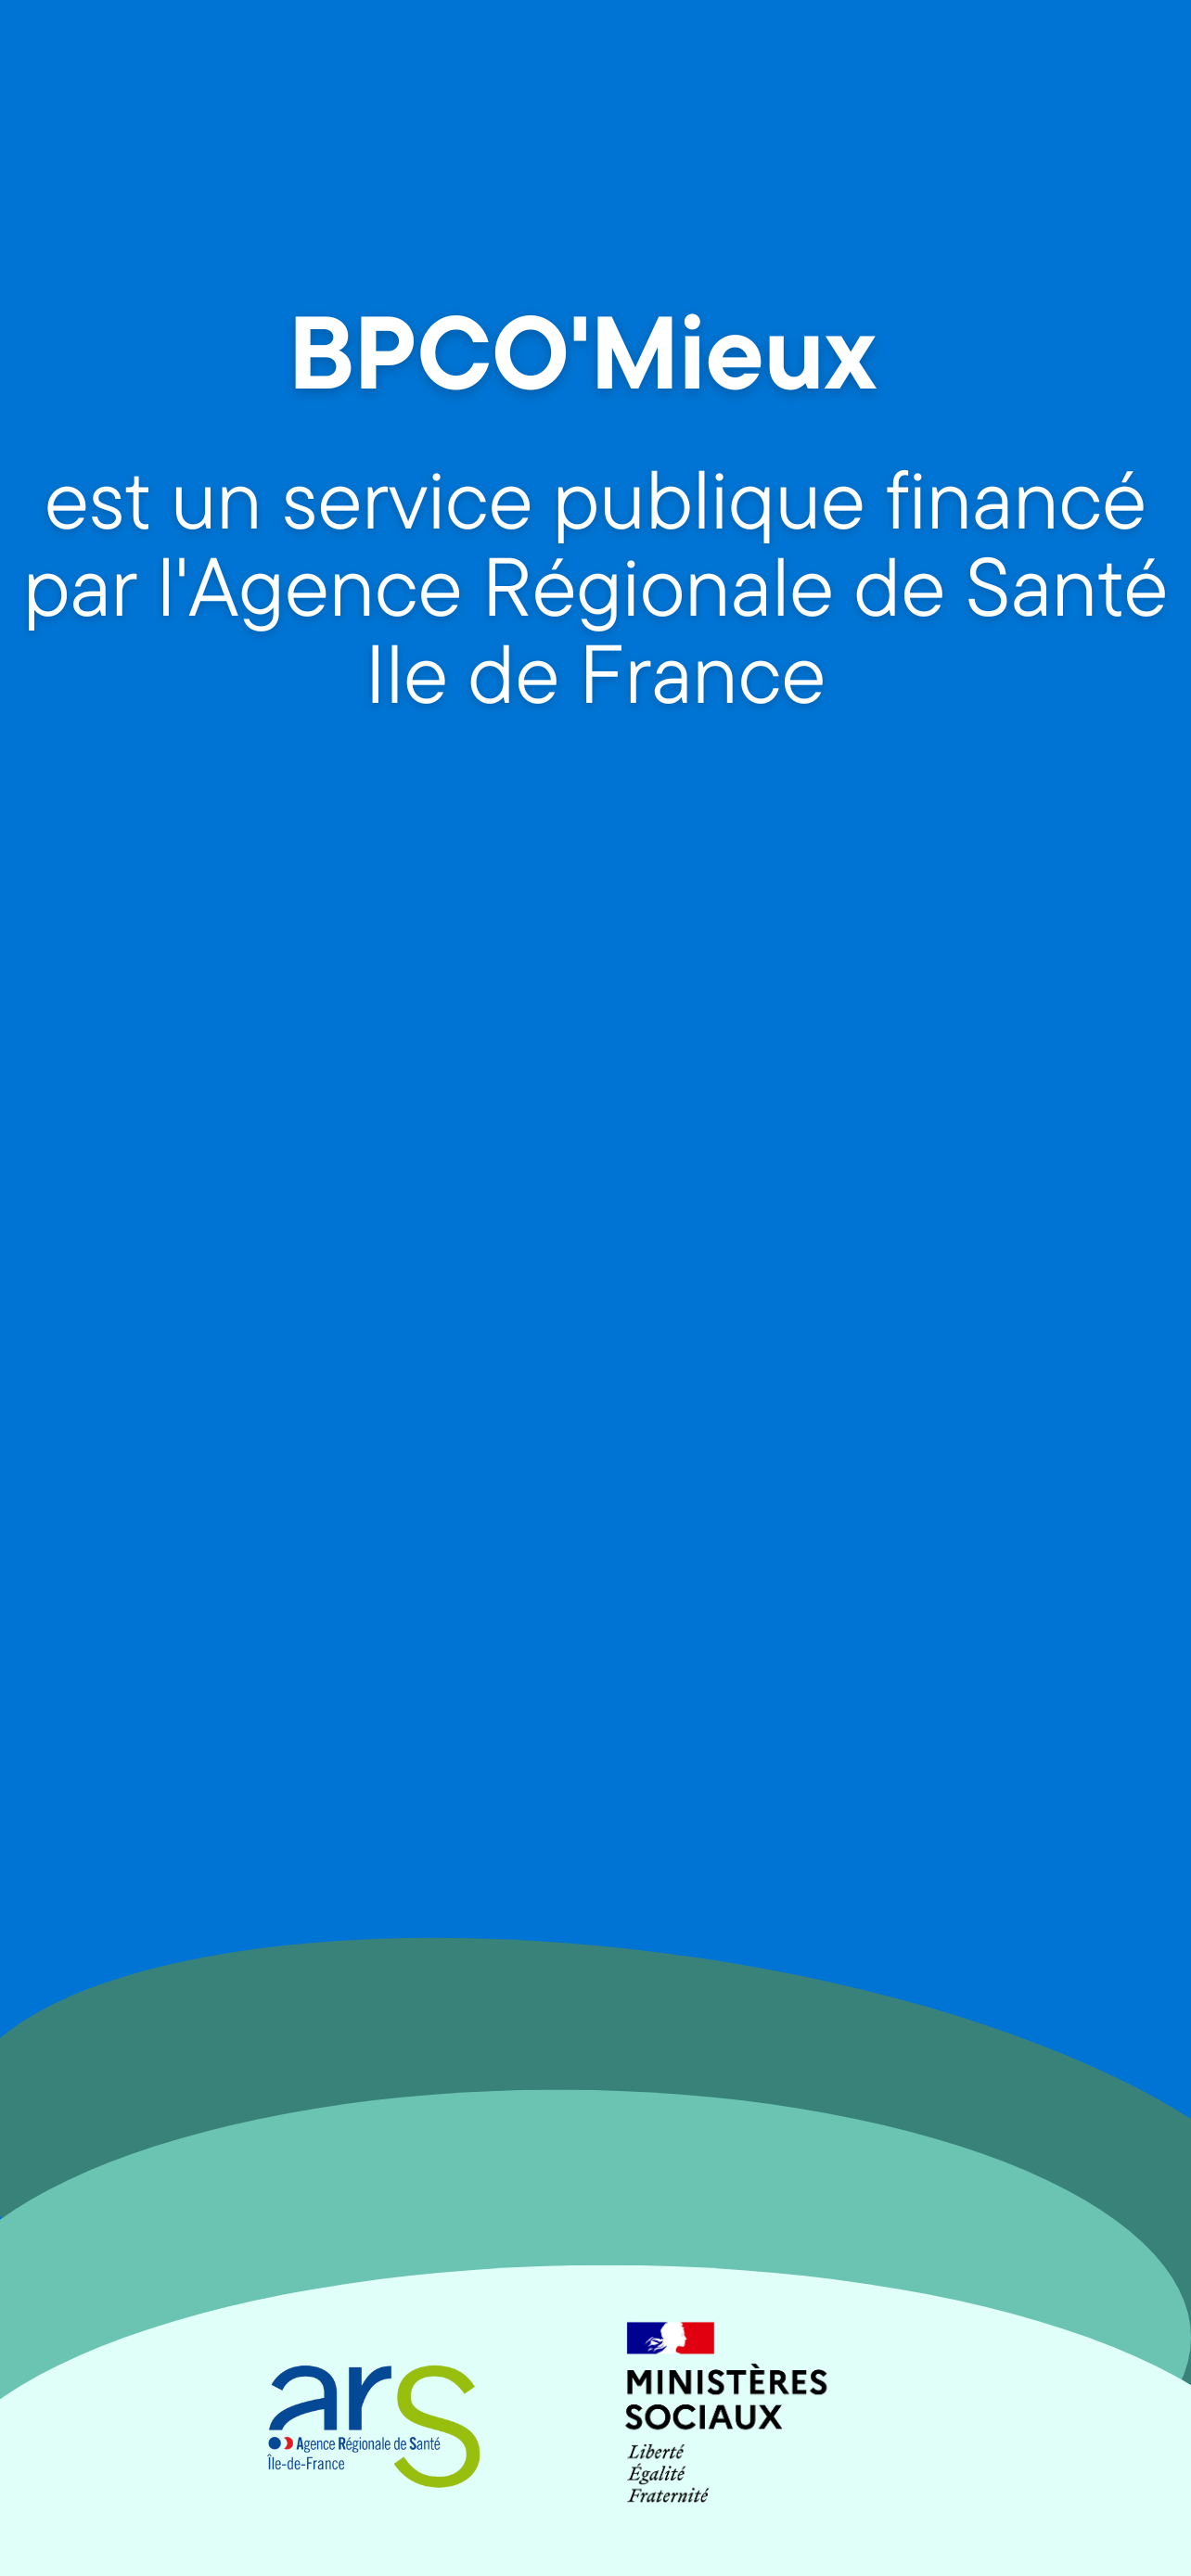 BPCO'Mieux
est un service publique financé
par l'Agence Régionale de Santé
Ile de France
ars
Agence Régionale de Santé
Île-de-France
MINISTÈRES
SOCIAUX
Liberté
Égalité
Fraternité